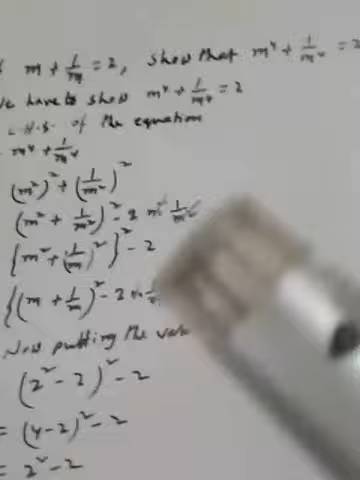 m + 1/m = 2, show that m⁴ + 1/m⁴ = 2
have to show m⁴ + 1/m⁴ = 2
L.H.S. of the equation
m⁴ + 1/m⁴
(m²)² + (1/m²)²
(m² + 1/m²)² - 2 m² 1/m²
{m² + (1/m)²}² - 2
{(m + 1/m)² - 2
Now putting the
(2² - 2)² - 2
= (4-2)² - 2
= 2² - 2